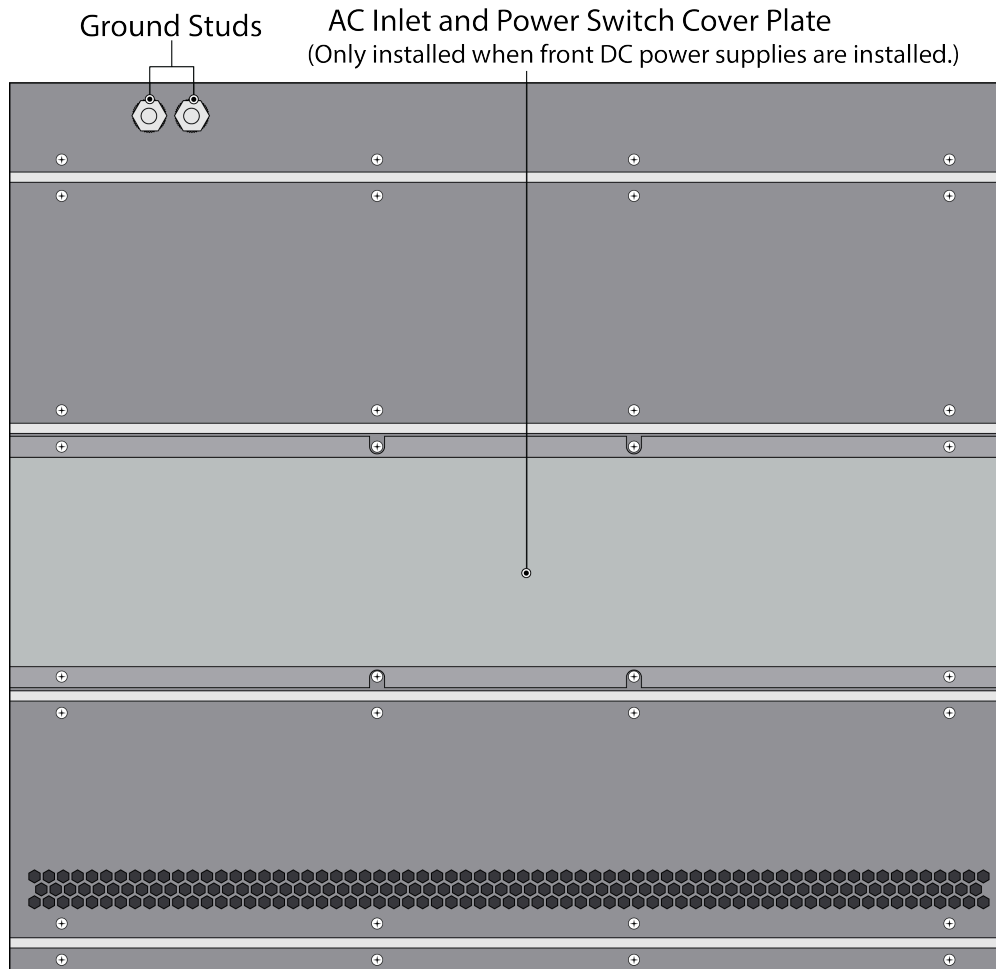 Ground Studs
AC Inlet and Power Switch Cover Plate
(Only installed when front DC power supplies are installed.)